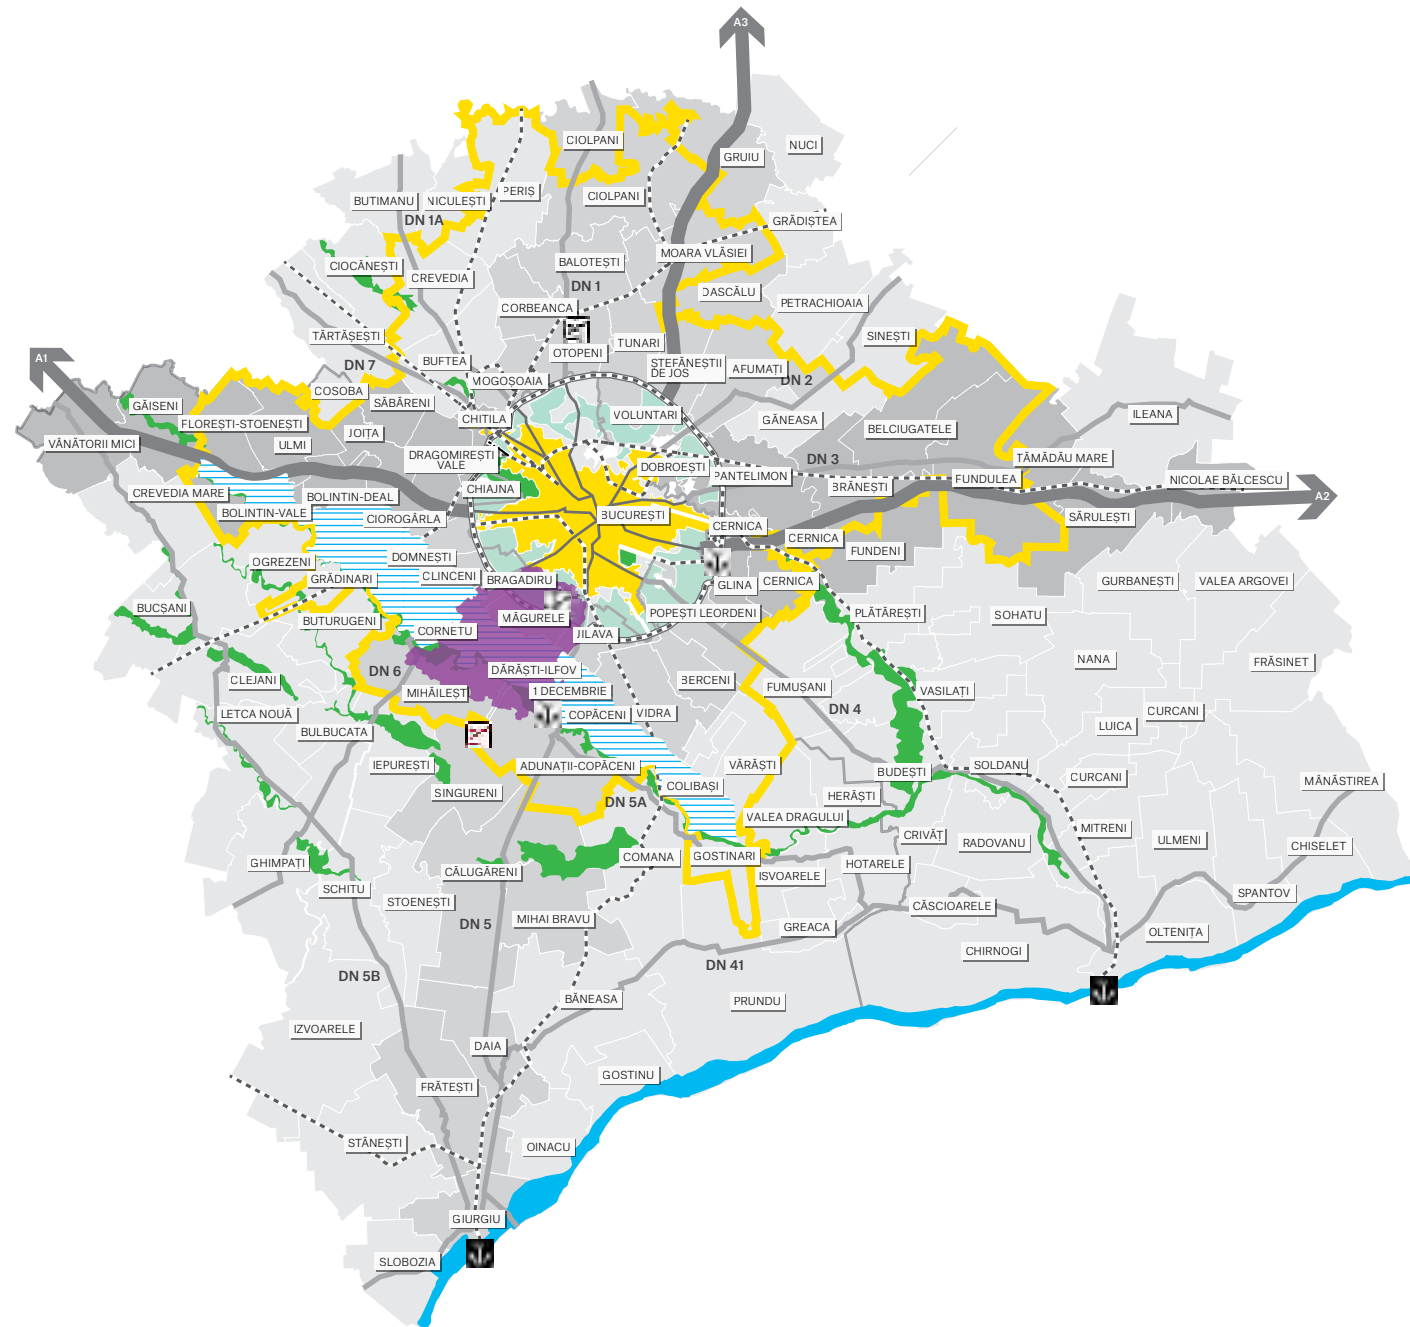 A3
CIOLPANI
NUCI
GRUIU
PERIȘ
BUTIMANU
NICULEȘTI
CIOLPANI
DN 1A
GRĂDIȘTEA
MOARA VLĂSIEI
BALOTEȘTI
CIOCĂNEȘTI
CREVEDIA
DN 1
DASCĂLU
PETRACHIOAIA
CORBEANCA
TĂRTĂȘEȘTI
SINEȘTI
TUNARI
OTOPENI
A1
DN 7
BUFTEA
ȘTEFĂNEȘTII
DE JOS
AFUMAȚI
DN 2
MOGOȘOAIA
COSOBA
SĂBĂRENI
GĂISENI
FLOREȘTI-STOENEȘTI
CHITILA
VOLUNTARI
GĂNEASA
ILEANA
BELCIUGATELE
JOIȚA
ULMI
VÂNĂTORII MICI
DRAGOMIREȘTI
VALE
DN 3
TĂMĂDĂU MARE
DOBROEȘTI
PANTELIMON
BRĂNEȘTI
FUNDULEA
NICOLAE BĂLCESCU
CREVEDIA MARE
CHIAJNA
BOLINTIN-DEAL
A2
BOLINTIN-VALE
CIOROGÂRLA
BUCUREȘTI
SĂRULEȘTI
CERNICA
CERNICA
DOMNEȘTI
FUNDENI
OGREZENI
GRĂDINARI
CLINCENI
BRAGADIRU
GLINA
CERNICA
GURBANEȘTI
VALEA ARGOVEI
BUCȘANI
BUTURUGENI
MĂGURELE
POPEȘTI LEORDENI
PLĂTĂREȘTI
SOHATU
CORNETU
JILAVA
DN 6
DĂRĂȘTI-ILFOV
NANA
FRĂSINET
CLEJANI
MIHĂILEȘTI
1 DECEMBRIE
BERCENI
FUMUȘANI
VASILAȚI
LETCA NOUĂ
COPĂCENI
VIDRA
DN 4
CURCANI
BULBUCATA
LUICA
IEPUREȘTI
ADUNAȚII-COPĂCENI
VĂRĂȘTI
BUDEȘTI
SOLDANU
CURCANI
MÂNĂSTIREA
SINGURENI
COLIBAȘI
DN 5A
HERĂȘTI
VALEA DRAGULUI
MITRENI
CRIVĂȚ
RADOVANU
ULMENI
CHISELET
GHIMPAȚI
COMANA
GOSTINARI
HOTARELE
CĂLUGĂRENI
ISVOARELE
SCHITU
SPANTOV
STOENEȘTI
CĂSCIOARELE
MIHAI BRAVU
DN 5
GREACA
OLTENIȚA
CHIRNOGI
DN 41
DN 5B
BĂNEASA
PRUNDU
IZVOARELE
DAIA
GOSTINU
FRĂTEȘTI
STĂNEȘTI
OINACU
GIURGIU
SLOBOZIA